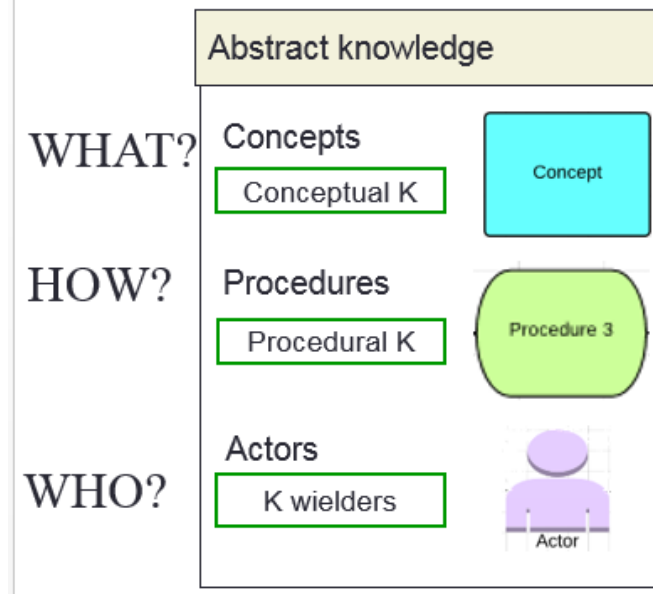 Abstract knowledge
WHAT?
Concepts
Conceptual K
Concept
HOW?
Procedures
Procedural K
Procedure 3
WHO?
Actors
K wielders
Actor